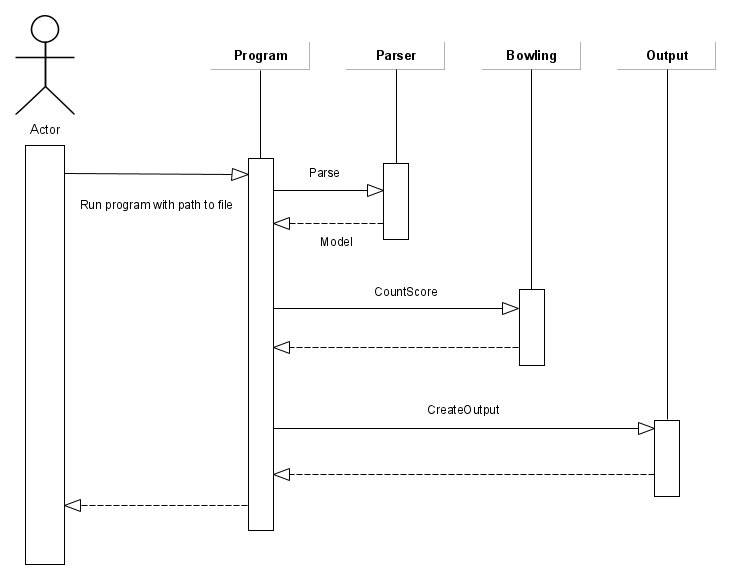 Program
Parser
Bowling
Output
Actor
Parse
Run program with path to file
Model
CountScore
CreateOutput